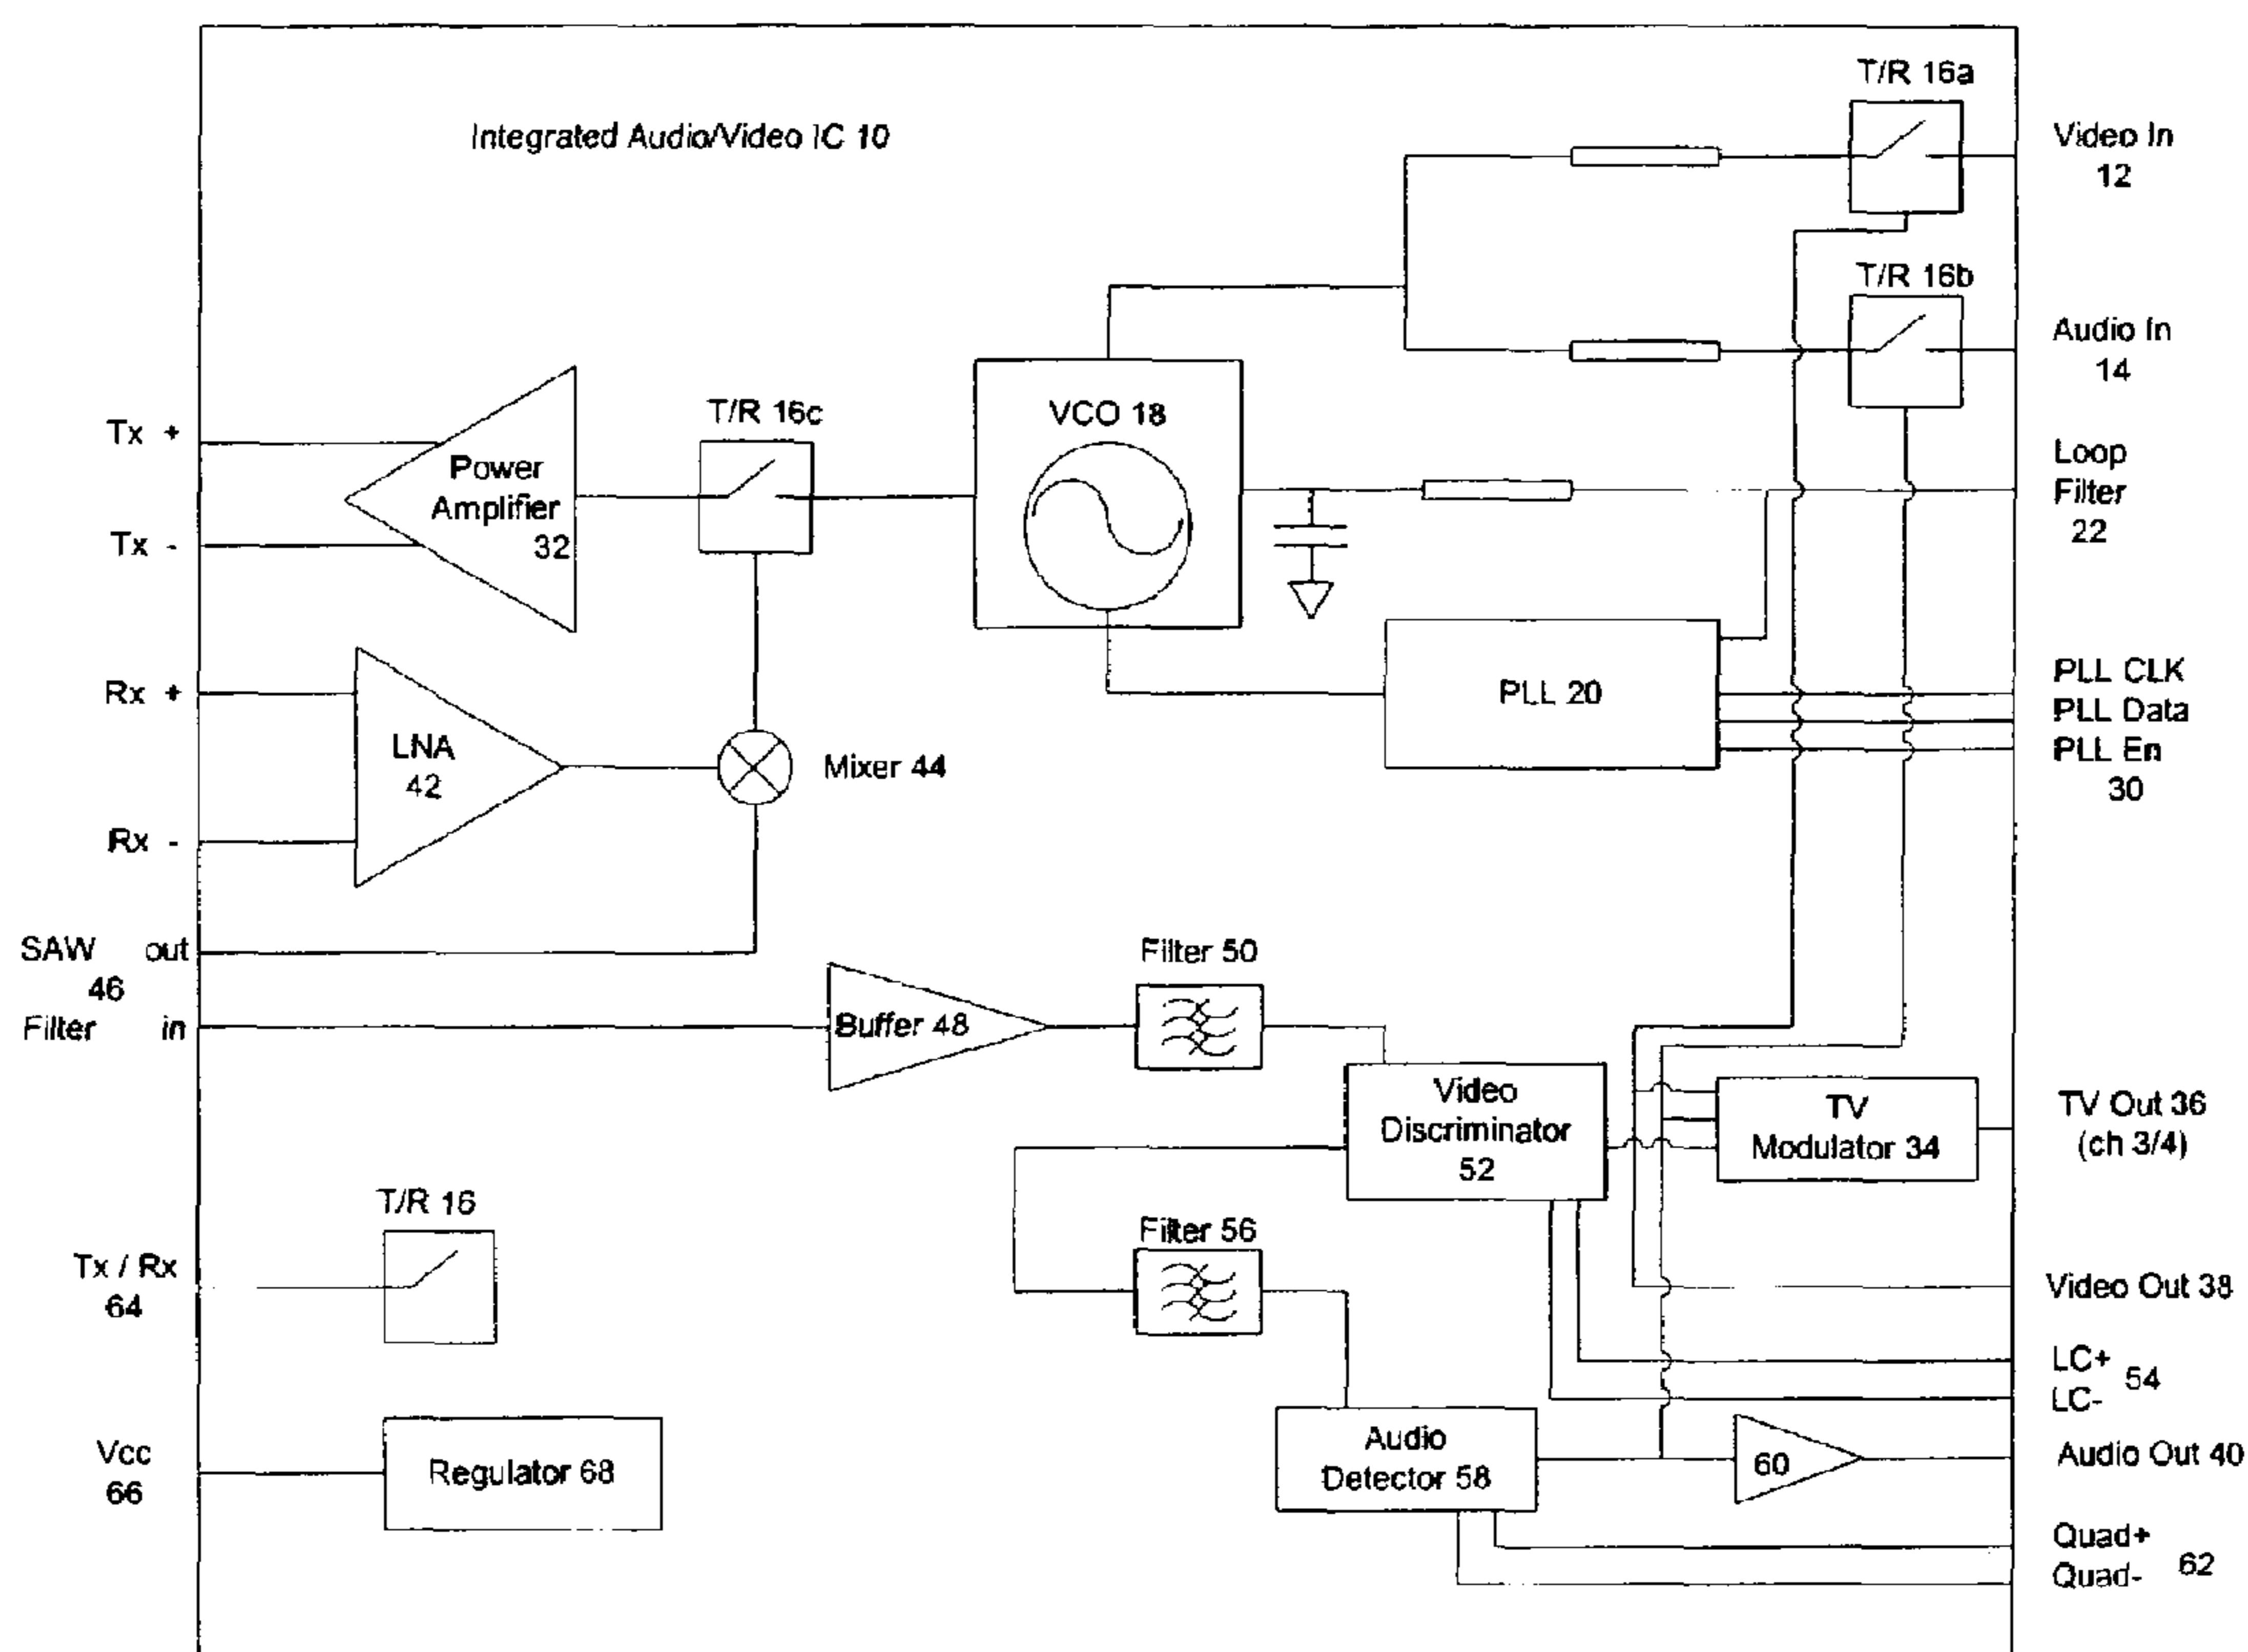 Integrated Audio/Video IC 10
T/R 16a
Video In
12
T/R 16b
Audio In
14
Loop
Filter
22
VCO 18
T/R 16c
Tx +
Tx -
Power
Amplifier
32
PLL 20
PLL CLK
PLL Data
PLL En
30
Rx +
Rx -
LNA
42
Mixer 44
SAW out
46
Filter in
Buffer 48
Filter 50
Video
Discriminator
52
TV
Modulator 34
TV Out 36
(ch 3/4)
T/R 16
Tx / Rx
64
Filter 56
Video Out 38
LC+
LC-
54
Vcc
66
Regulator 68
Audio
Detector 58
60
Audio Out 40
Quad+
Quad-
62